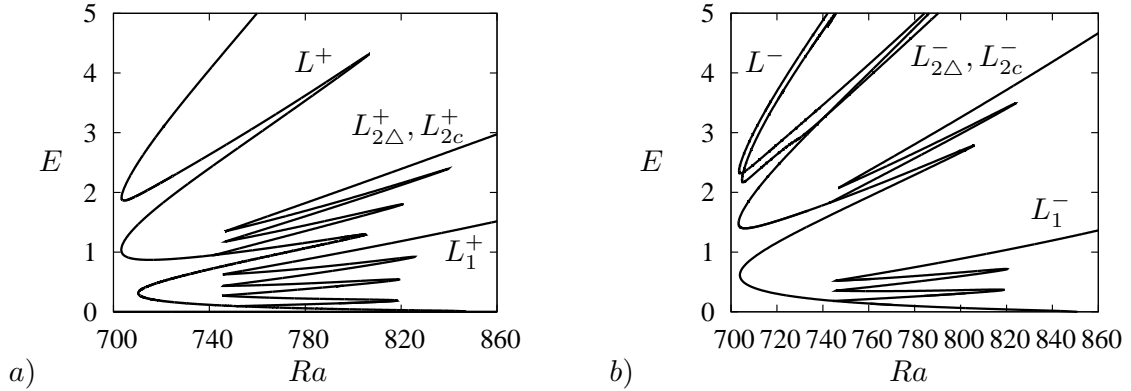 5
4
3
2
1
0
E
L⁺
L⁺₂△, L⁺₂c
L⁺₁
700 740 780 820 860
a) Ra
5
4
3
2
1
0
E
L⁻
L⁻₂△, L⁻₂c
L⁻₁
700 720 740 760 780 800 820 840 860
b) Ra